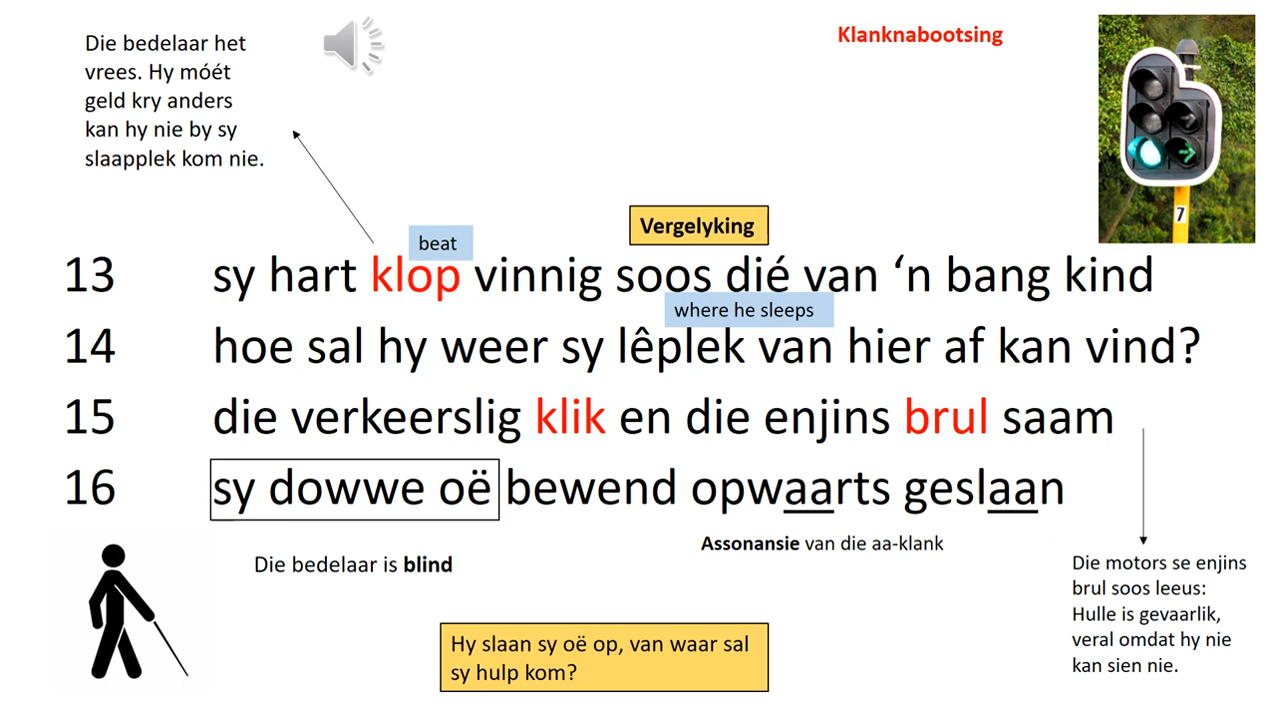 Die bedelaar het
vrees. Hy móét
geld kry anders
kan hy nie by sy
slaapplek kom nie.
Klanknabootsing
7
Vergelyking
beat
13 sy hart klop vinnig soos dié van ‘n bang kind
where he sleeps
14 hoe sal hy weer sy lêplek van hier af kan vind?
15 die verkeerslig klik en die enjins brul saam
16 sy dowwe oë bewend opwaarts geslaan
Die bedelaar is blind
Assonansie van die aa-klank
Die motors se enjins
brul soos leeus:
Hulle is gevaarlik,
veral omdat hy nie
kan sien nie.
Hy slaan sy oë op, van waar sal
sy hulp kom?